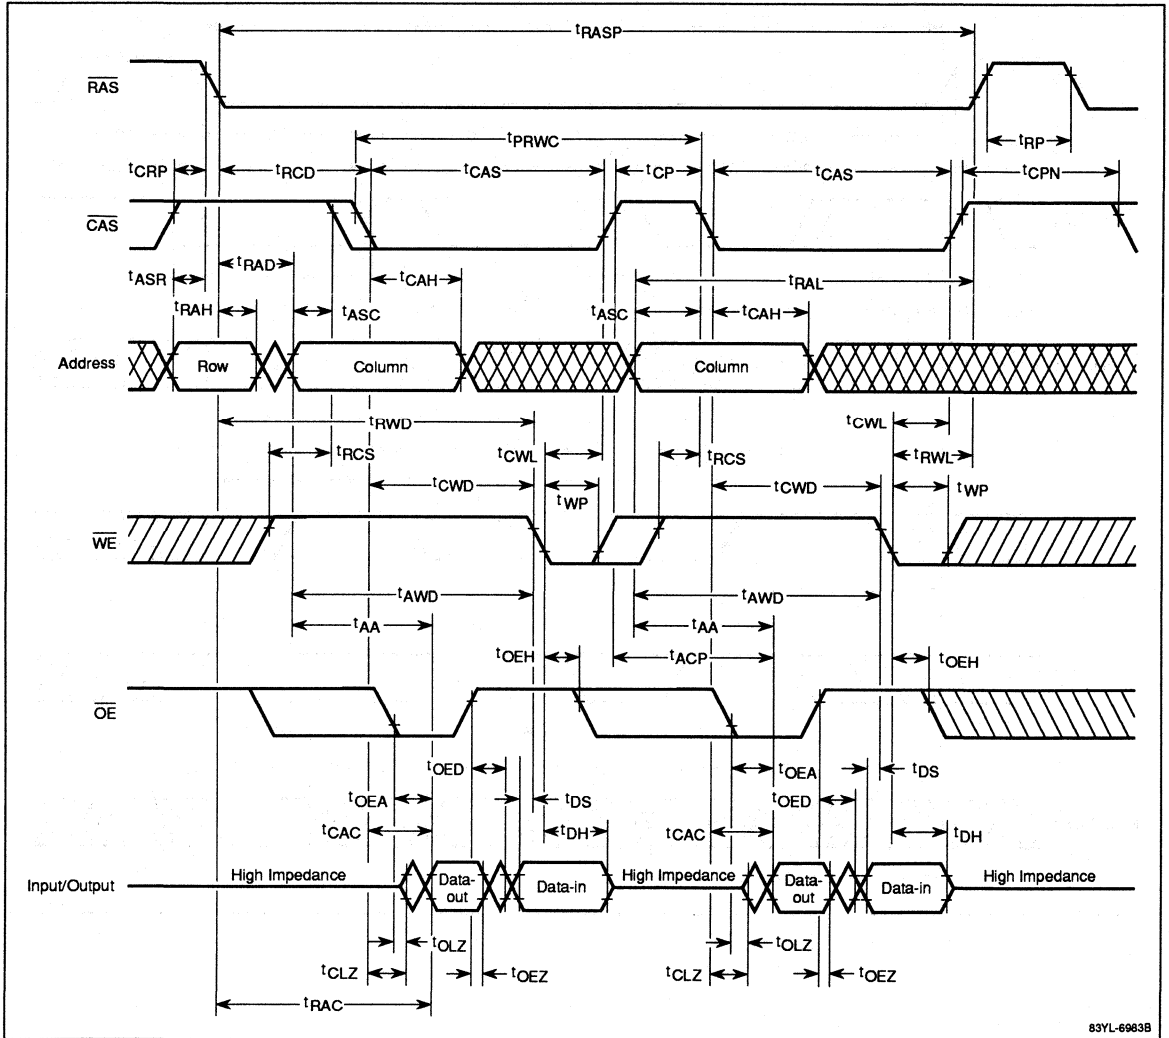 tRASP
RAS
tPRWC
tRP
tCRP
tRCD
tCAS
tCP
tCAS
tCPN
CAS
tASR
tRAD
tCAH
tRAL
tRAH
tASC
tASC
tCAH
Address
Row
Column
Column
tRWD
tCWL
tRCS
tCWL
tRCS
tRWL
tCWD
tWP
tCWD
tWP
WE
tAWD
tAWD
tAA
tAA
tOEH
tACP
tOEH
OE
tOED
tOEA
tDS
tOEA
tDS
tOED
tCAC
tDH
tCAC
tDH
Input/Output
High Impedance
Data-
out
Data-in
High Impedance
Data-
out
Data-in
High Impedance
tOLZ
tOLZ
tCLZ
tOEZ
tCLZ
tOEZ
tRAC
83YL-6983B